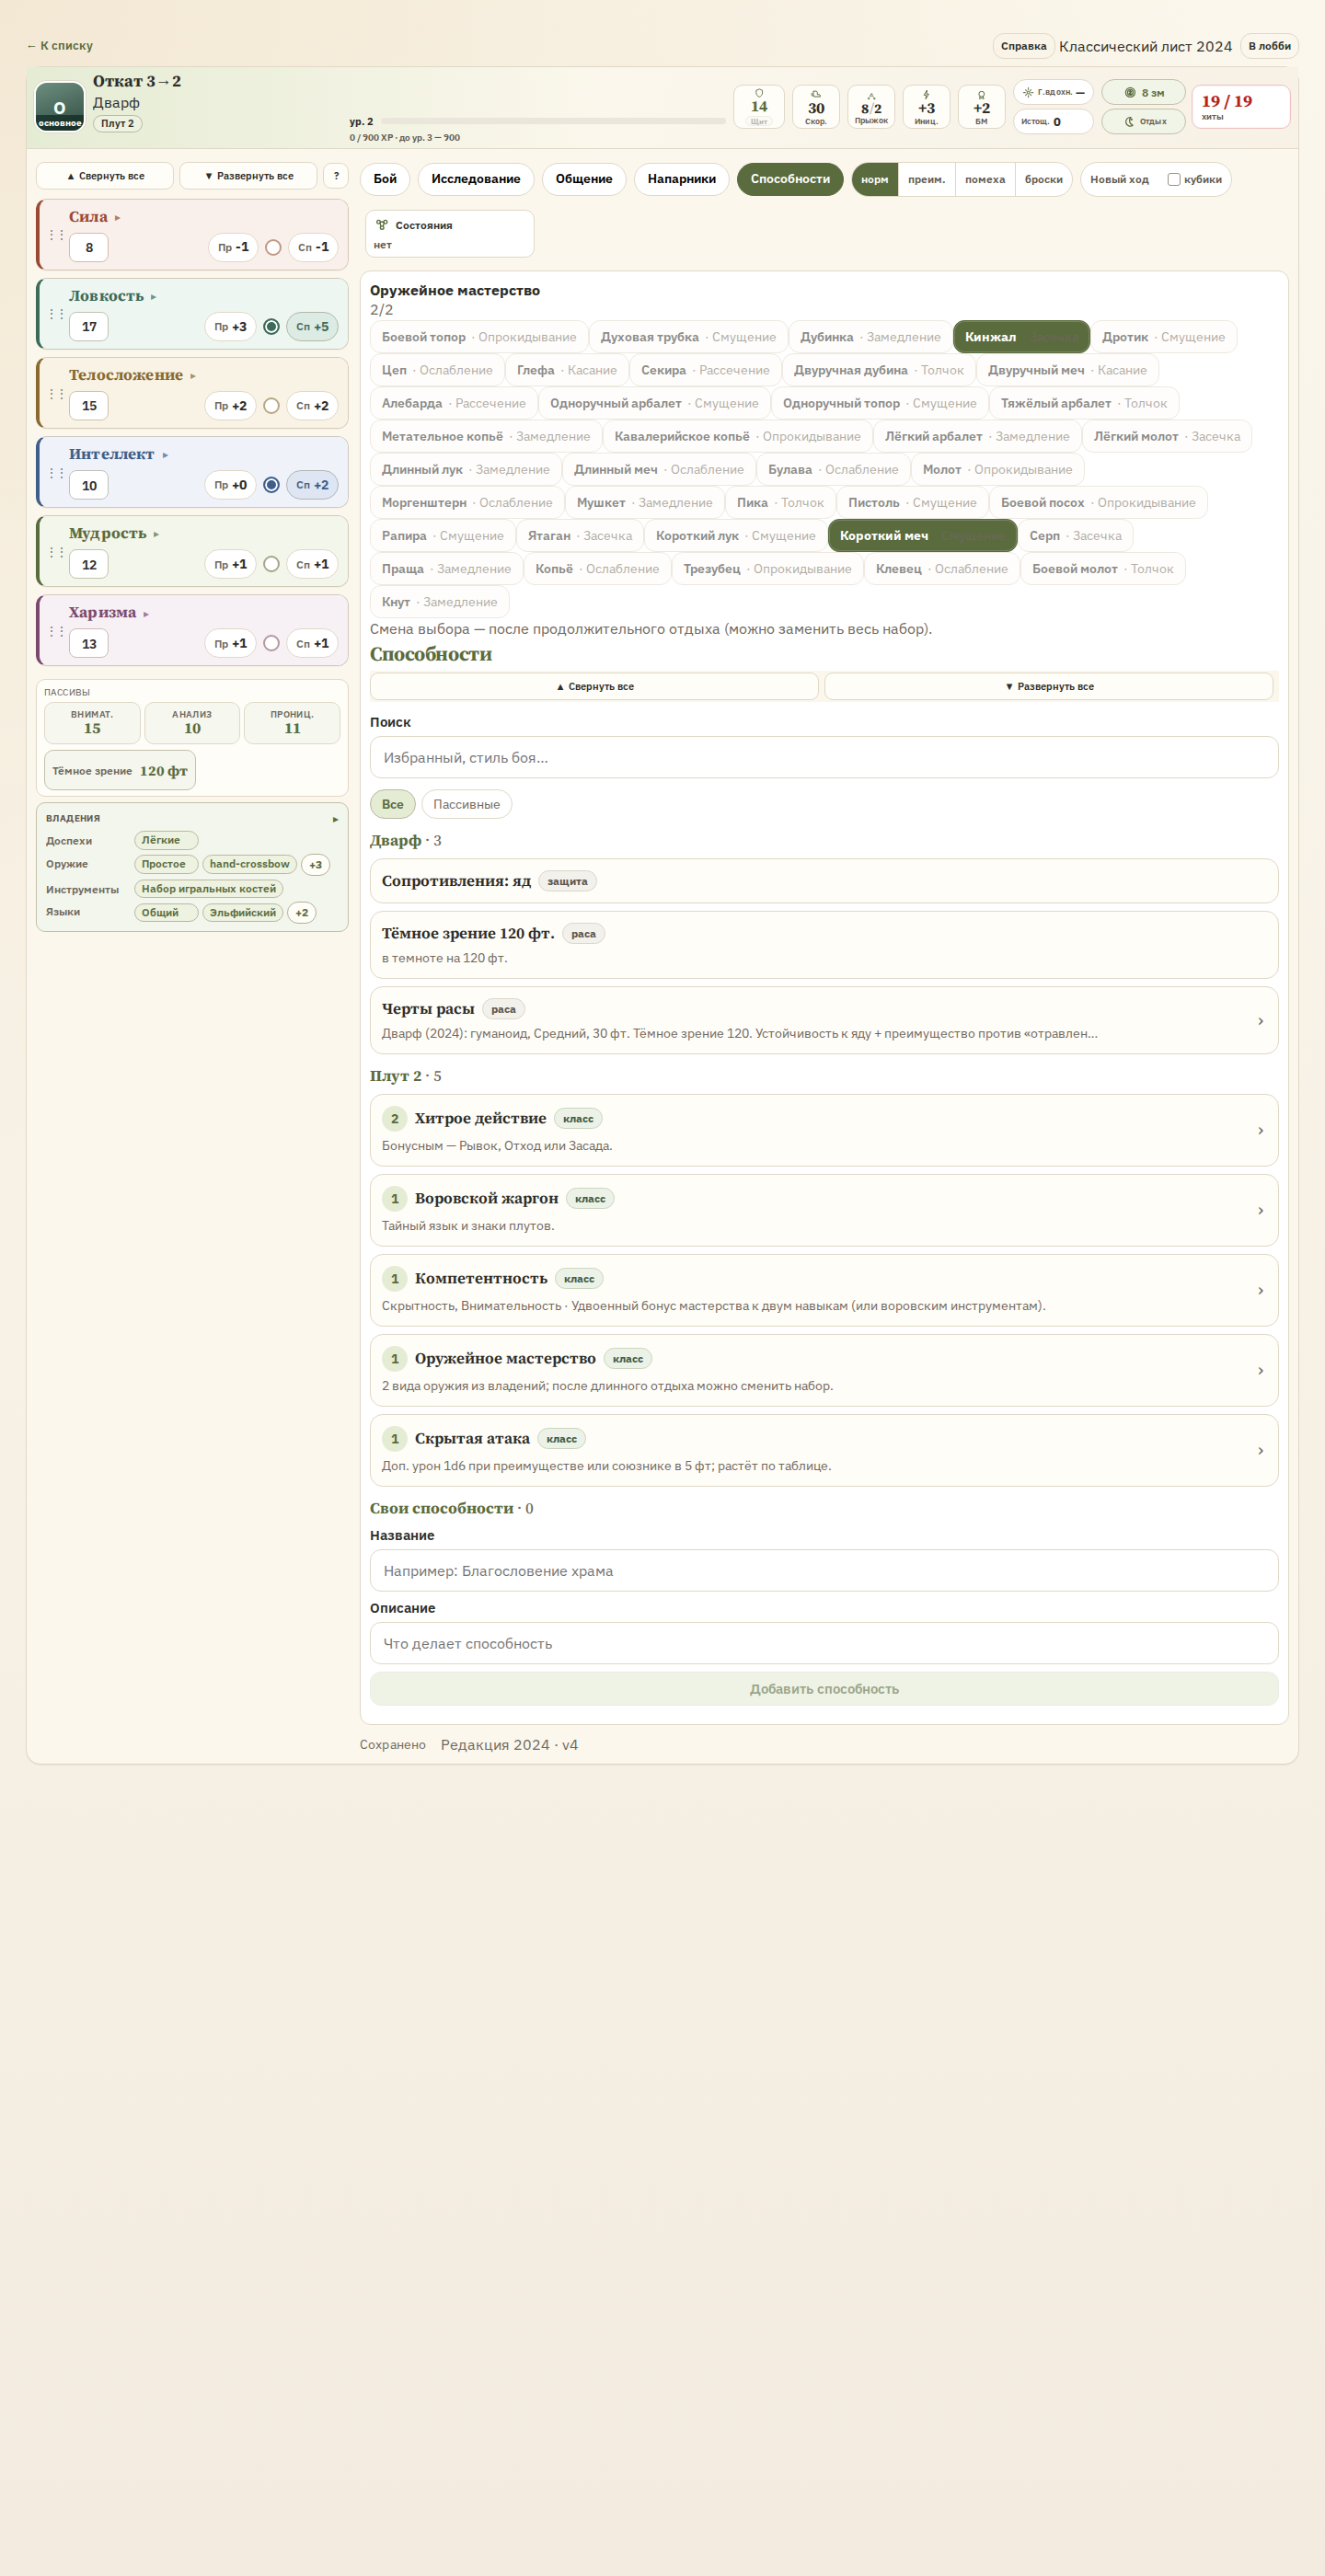 ← К списку
Справка Классический лист 2024 В лобби
О
основное
Откат 3→2
Дварф
Плут 2
ур. 2
0 / 900 XP · до ур. 3 — 900
14
Щит
30
Скор.
8/2
Прыжок
+3
Иниц.
+2
БМ
Г.вдохн. —
Истощ. 0
8 зм
Отдых
19 / 19
хиты
▲ Свернуть все ▼ Развернуть все ?
Сила ▸
8 Пр -1 Сп -1
Ловкость ▸
17 Пр +3 Сп +5
Телосложение ▸
15 Пр +2 Сп +2
Интеллект ▸
10 Пр +0 Сп +2
Мудрость ▸
12 Пр +1 Сп +1
Харизма ▸
13 Пр +1 Сп +1
ПАССИВЫ
ВНИМАТ. АНАЛИЗ ПРОНИЦ.
15 10 11
Тёмное зрение 120 фт
ВЛАДЕНИЯ ▸
Доспехи Лёгкие
Оружие Простое hand-crossbow +3
Инструменты Набор игральных костей
Языки Общий Эльфийский +2
Бой Исследование Общение Напарники Способности норм преим. помеха броски Новый ход кубики
Состояния
нет
Оружейное мастерство
2/2
Боевой топор · Опрокидывание Духовая трубка · Смущение Дубинка · Замедление Кинжал Дротик · Смущение
Цеп · Ослабление Глефа · Касание Секира · Рассечение Двуручная дубина · Толчок Двуручный меч · Касание
Алебарда · Рассечение Одноручный арбалет · Смущение Одноручный топор · Смущение Тяжёлый арбалет · Толчок
Метательное копьё · Замедление Кавалерийское копьё · Опрокидывание Лёгкий арбалет · Замедление Лёгкий молот · Засечка
Длинный лук · Замедление Длинный меч · Ослабление Булава · Ослабление Молот · Опрокидывание
Моргенштерн · Ослабление Мушкет · Замедление Пика · Толчок Пистоль · Смущение Боевой посох · Опрокидывание
Рапира · Смущение Ятаган · Засечка Короткий лук · Смущение Короткий меч Серп · Засечка
Праща · Замедление Копьё · Ослабление Трезубец · Опрокидывание Клевец · Ослабление Боевой молот · Толчок
Кнут · Замедление
Смена выбора — после продолжительного отдыха (можно заменить весь набор).
Способности
▲ Свернуть все ▼ Развернуть все
Поиск
Избранный, стиль боя...
Все Пассивные
Дварф · 3
Сопротивления: яд защита
Тёмное зрение 120 фт. раса
в темноте на 120 фт.
Черты расы раса
Дварф (2024): гуманоид, Средний, 30 фт. Тёмное зрение 120. Устойчивость к яду + преимущество против «отравлен...
›
Плут 2 · 5
2 Хитрое действие класс
Бонусным — Рывок, Отход или Засада.
›
1 Воровской жаргон класс
Тайный язык и знаки плутов.
›
1 Компетентность класс
Скрытность, Внимательность · Удвоенный бонус мастерства к двум навыкам (или воровским инструментам).
›
1 Оружейное мастерство класс
2 вида оружия из владений; после длинного отдыха можно сменить набор.
›
1 Скрытая атака класс
Доп. урон 1d6 при преимуществе или союзнике в 5 фт; растёт по таблице.
›
Свои способности · 0
Название
Например: Благословение храма
Описание
Что делает способность
Добавить способность
Сохранено Редакция 2024 · v4